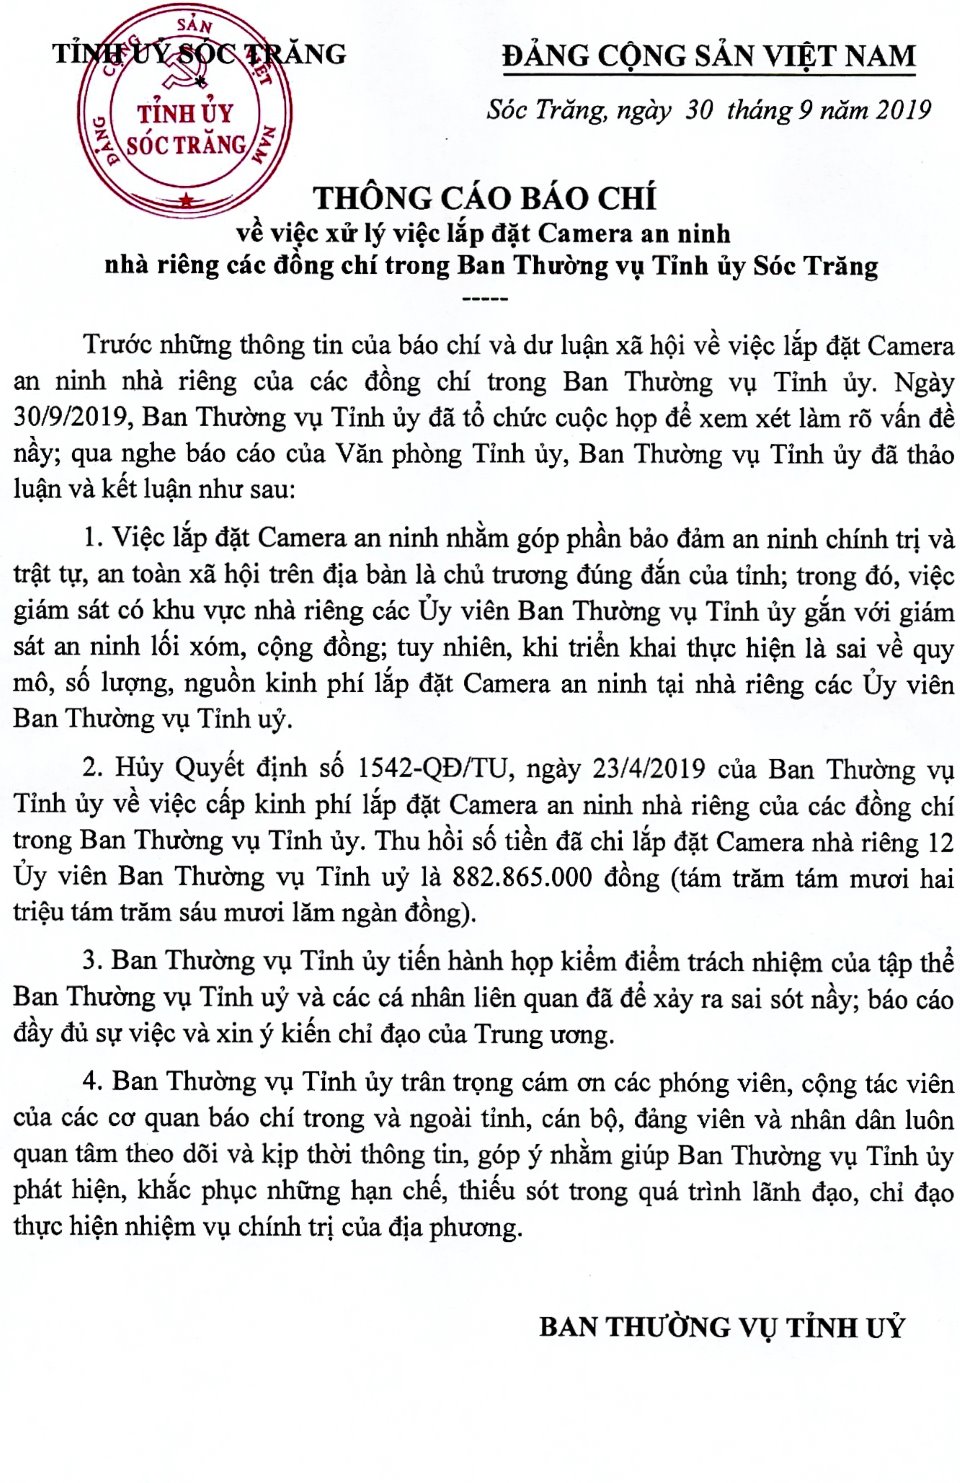 TỈNH UỶ SÓC TRĂNG
ĐẢNG CỘNG SẢN VIỆT NAM
ĐẢNG CỘNG SẢN VIỆT NAM
TỈNH ỦY
SÓC TRĂNG
Sóc Trăng, ngày 30 tháng 9 năm 2019
THÔNG CÁO BÁO CHÍ
về việc xử lý việc lắp đặt Camera an ninh
nhà riêng các đồng chí trong Ban Thường vụ Tỉnh ủy Sóc Trăng
-----
Trước những thông tin của báo chí và dư luận xã hội về việc lắp đặt Camera
an ninh nhà riêng của các đồng chí trong Ban Thường vụ Tỉnh ủy. Ngày
30/9/2019, Ban Thường vụ Tỉnh ủy đã tổ chức cuộc họp để xem xét làm rõ vấn đề
nầy; qua nghe báo cáo của Văn phòng Tỉnh ủy, Ban Thường vụ Tỉnh ủy đã thảo
luận và kết luận như sau:
1. Việc lắp đặt Camera an ninh nhằm góp phần bảo đảm an ninh chính trị và
trật tự, an toàn xã hội trên địa bàn là chủ trương đúng đắn của tỉnh; trong đó, việc
giám sát có khu vực nhà riêng các Ủy viên Ban Thường vụ Tỉnh ủy gắn với giám
sát an ninh lối xóm, cộng đồng; tuy nhiên, khi triển khai thực hiện là sai về quy
mô, số lượng, nguồn kinh phí lắp đặt Camera an ninh tại nhà riêng các Ủy viên
Ban Thường vụ Tỉnh uỷ.
2. Hủy Quyết định số 1542-QĐ/TU, ngày 23/4/2019 của Ban Thường vụ
Tỉnh ủy về việc cấp kinh phí lắp đặt Camera an ninh nhà riêng của các đồng chí
trong Ban Thường vụ Tỉnh ủy. Thu hồi số tiền đã chi lắp đặt Camera nhà riêng 12
Ủy viên Ban Thường vụ Tỉnh uỷ là 882.865.000 đồng (tám trăm tám mươi hai
triệu tám trăm sáu mươi lăm ngàn đồng).
3. Ban Thường vụ Tỉnh ủy tiến hành họp kiểm điểm trách nhiệm của tập thể
Ban Thường vụ Tỉnh uỷ và các cá nhân liên quan đã để xảy ra sai sót nầy; báo cáo
đầy đủ sự việc và xin ý kiến chỉ đạo của Trung ương.
4. Ban Thường vụ Tỉnh ủy trân trọng cám ơn các phóng viên, cộng tác viên
của các cơ quan báo chí trong và ngoài tỉnh, cán bộ, đảng viên và nhân dân luôn
quan tâm theo dõi và kịp thời thông tin, góp ý nhằm giúp Ban Thường vụ Tỉnh ủy
phát hiện, khắc phục những hạn chế, thiếu sót trong quá trình lãnh đạo, chỉ đạo
thực hiện nhiệm vụ chính trị của địa phương.
BAN THƯỜNG VỤ TỈNH UỶ